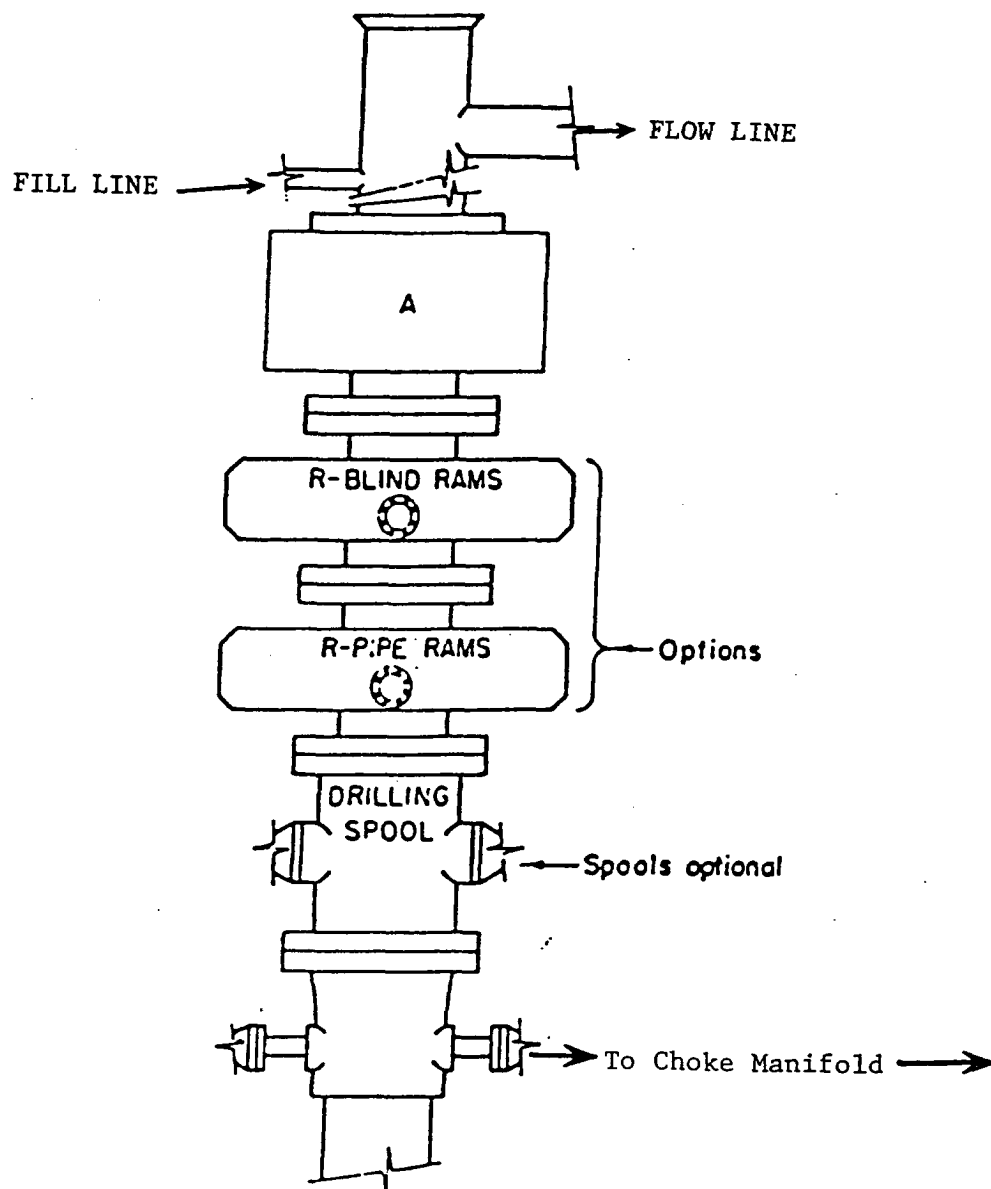 FLOW LINE
FILL LINE
A
R-BLIND RAMS
R-PIPE RAMS
Options
DRILLING
SPOOL
Spools optional
To Choke Manifold